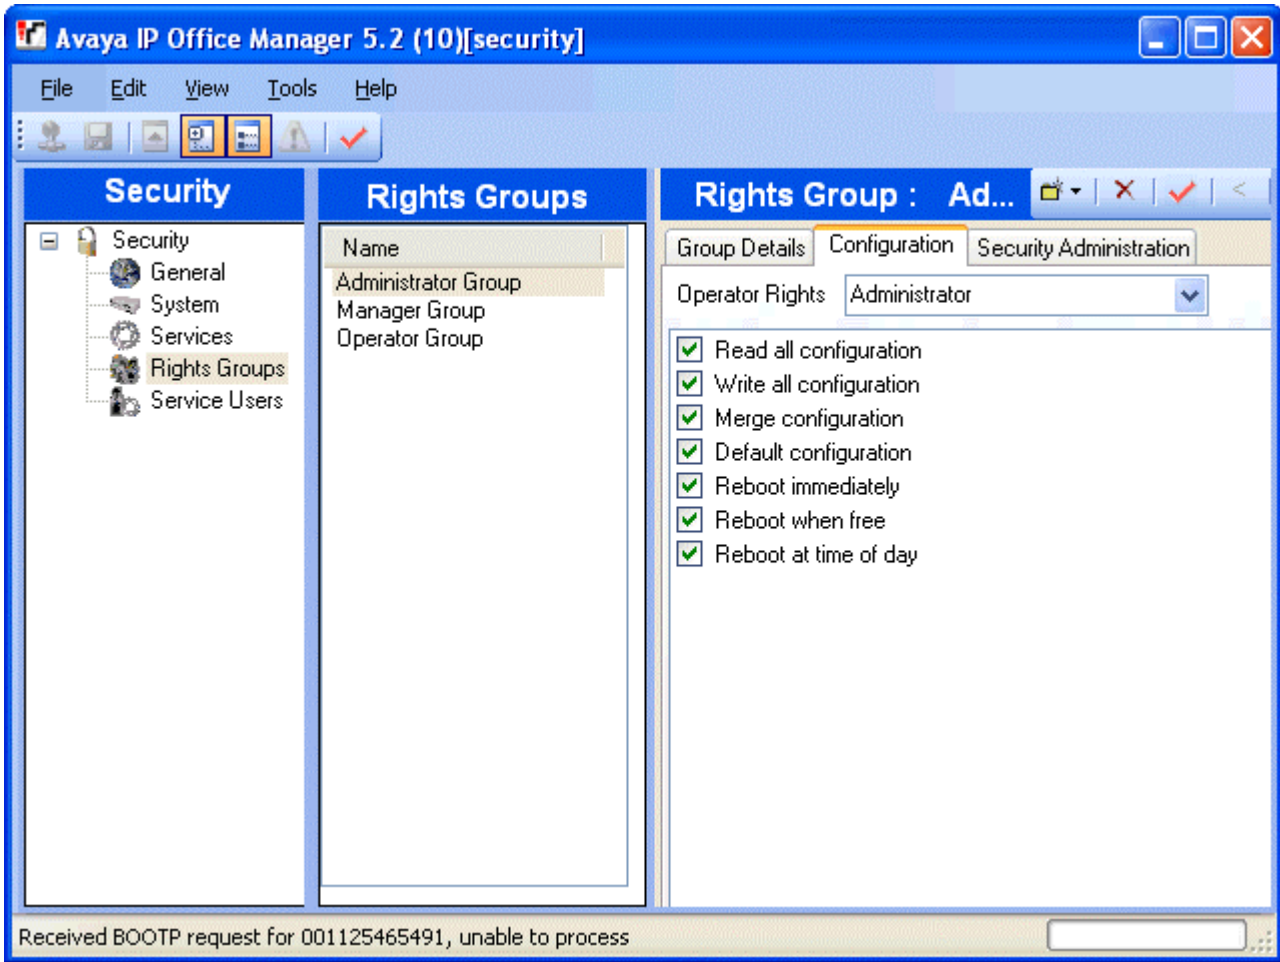 Avaya IP Office Manager 5.2 (10)[security]
File Edit View Tools Help
Security
Security
General
System
Services
Rights Groups
Service Users
Rights Groups
Name
Administrator Group
Manager Group
Operator Group
Rights Group : Ad...
Group Details Configuration Security Administration
Operator Rights Administrator
Read all configuration
Write all configuration
Merge configuration
Default configuration
Reboot immediately
Reboot when free
Reboot at time of day
Received BOOTP request for 001125465491, unable to process